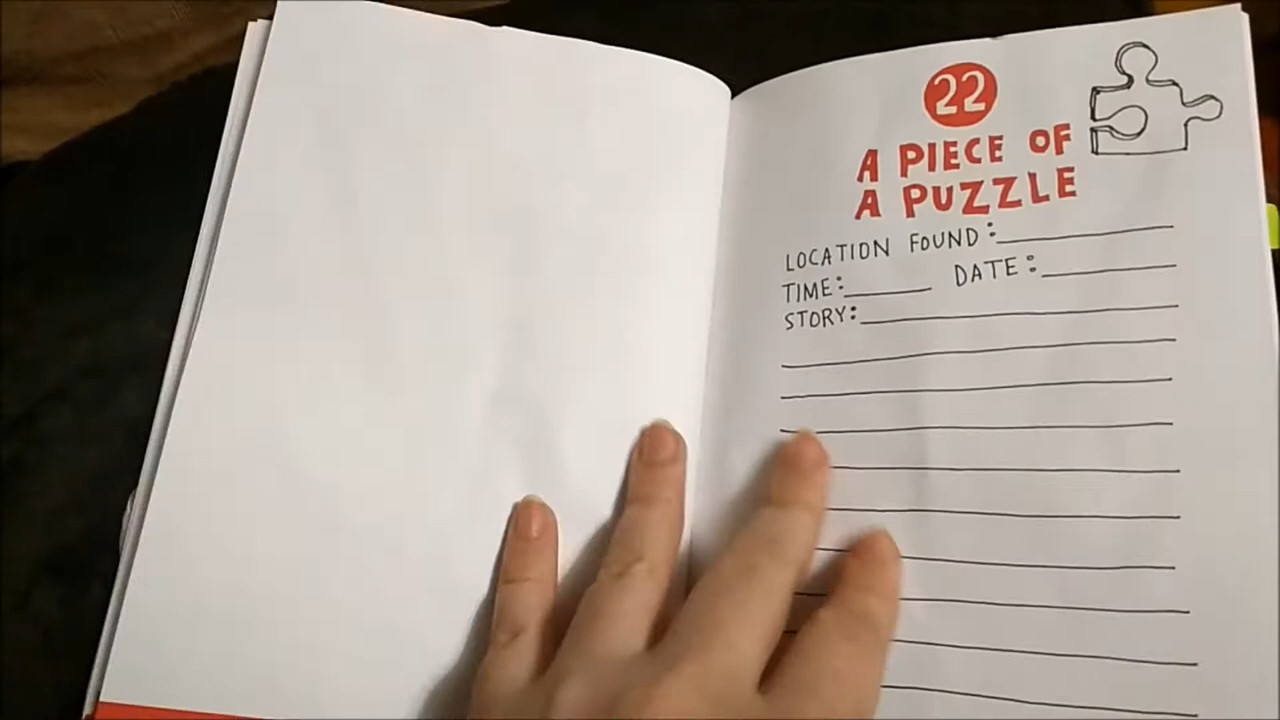 22
A PIECE OF
A PUZZLE
LOCATION FOUND:
TIME: DATE:
STORY: